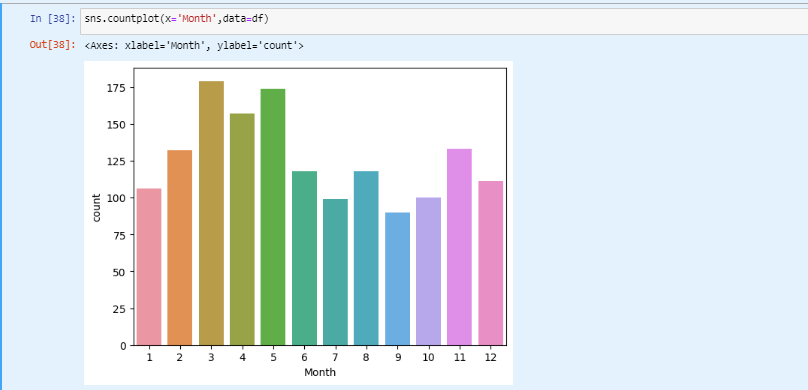 In [38]: sns.countplot(x='Month',data=df)
Out[38]: <Axes: xlabel='Month', ylabel='count'>
175
150
125
100
75
50
25
0
count
1 2 3 4 5 6 7 8 9 10 11 12
Month